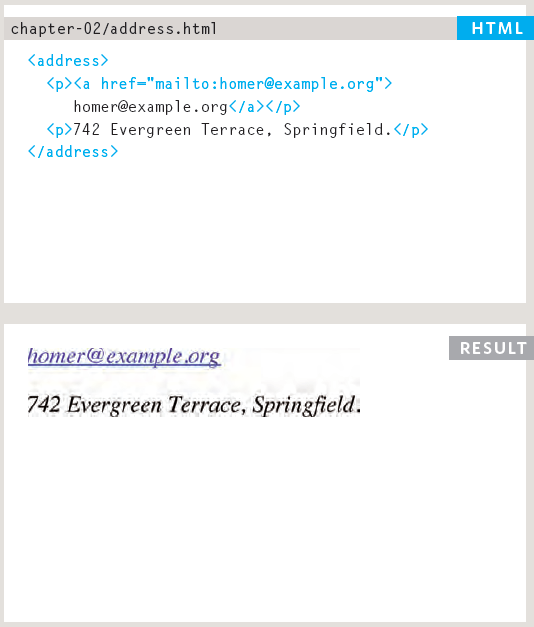 chapter-02/address.html HTML
<address>
<p><a href="mailto:homer@example.org">
homer@example.org</a></p>
<p>742 Evergreen Terrace, Springfield.</p>
</address>
RESULT
homer@example.org
742 Evergreen Terrace, Springfield.